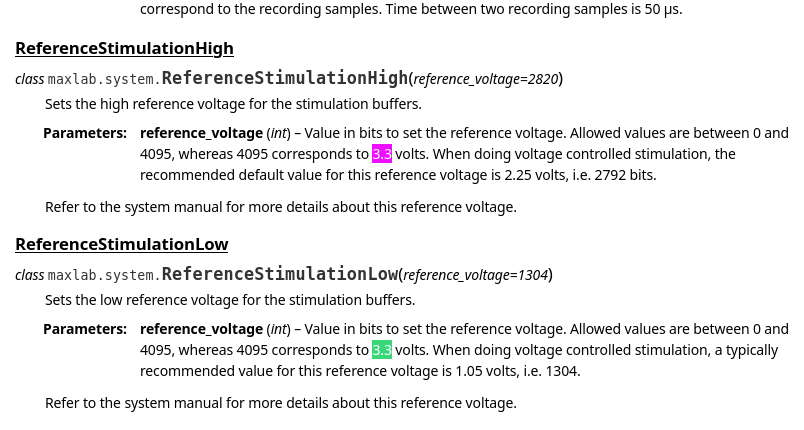 correspond to the recording samples. Time between two recording samples is 50 μs.
ReferenceStimulationHigh
class maxlab.system.ReferenceStimulationHigh(reference_voltage=2820)
Sets the high reference voltage for the stimulation buffers.
Parameters: reference_voltage (int) – Value in bits to set the reference voltage. Allowed values are between 0 and
4095, whereas 4095 corresponds to 3.3 volts. When doing voltage controlled stimulation, the
recommended default value for this reference voltage is 2.25 volts, i.e. 2792 bits.
Refer to the system manual for more details about this reference voltage.
ReferenceStimulationLow
class maxlab.system.ReferenceStimulationLow(reference_voltage=1304)
Sets the low reference voltage for the stimulation buffers.
Parameters: reference_voltage (int) – Value in bits to set the reference voltage. Allowed values are between 0 and
4095, whereas 4095 corresponds to 3.3 volts. When doing voltage controlled stimulation, a typically
recommended value for this reference voltage is 1.05 volts, i.e. 1304.
Refer to the system manual for more details about this reference voltage.